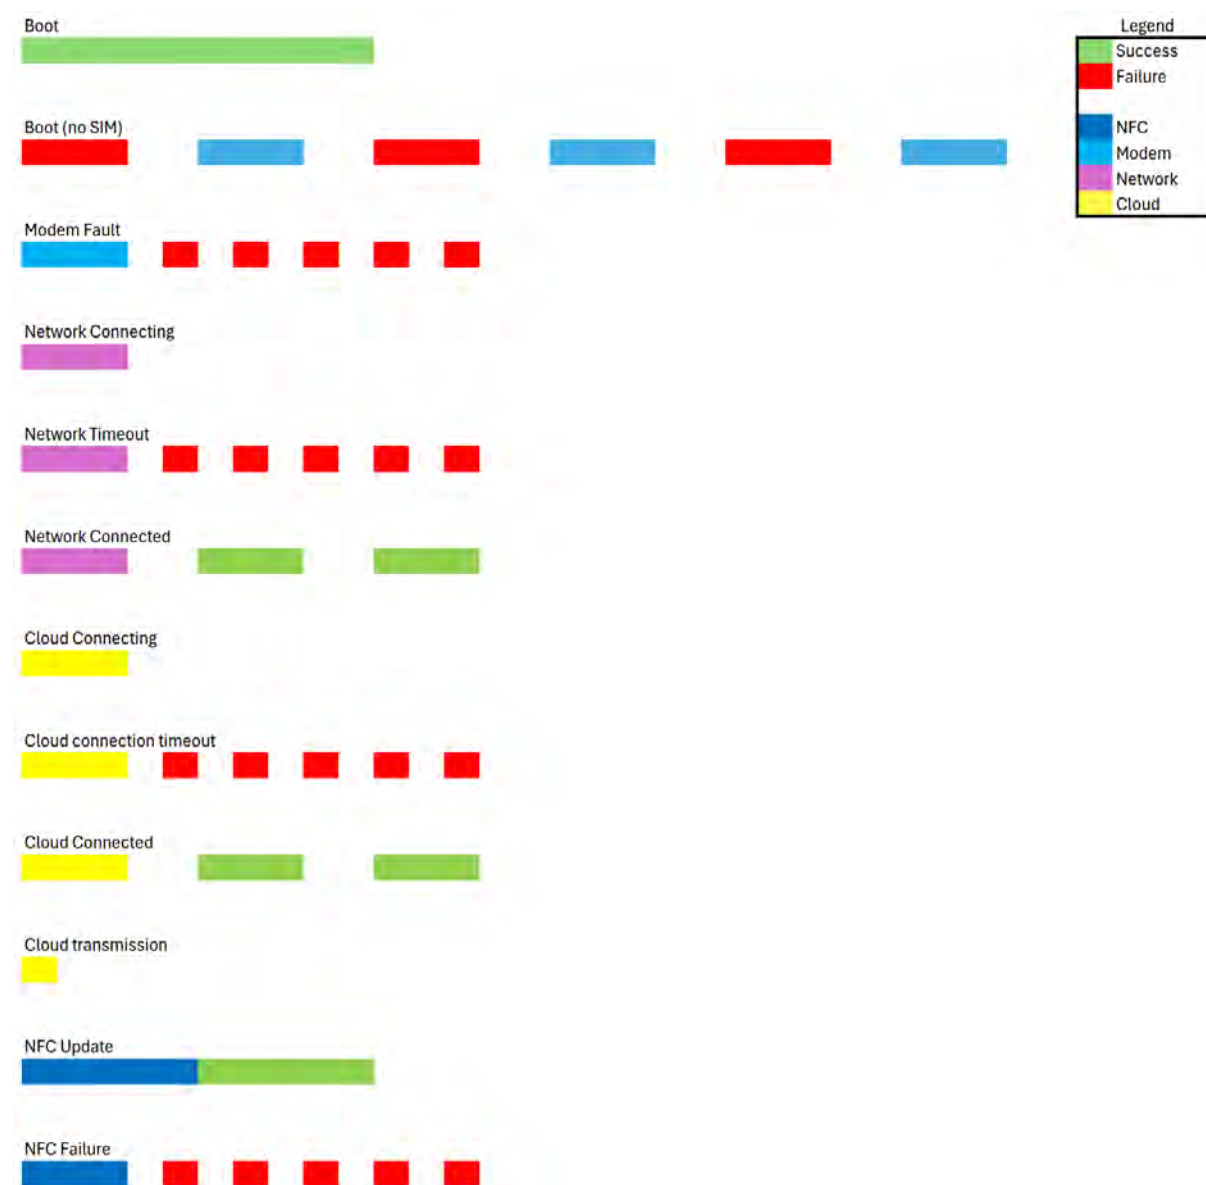 Boot
Legend
Success
Failure
Boot (no SIM)
NFC
Modem
Network
Cloud
Modem Fault
Network Connecting
Network Timeout
Network Connected
Cloud Connecting
Cloud connection timeout
Cloud Connected
Cloud transmission
NFC Update
NFC Failure